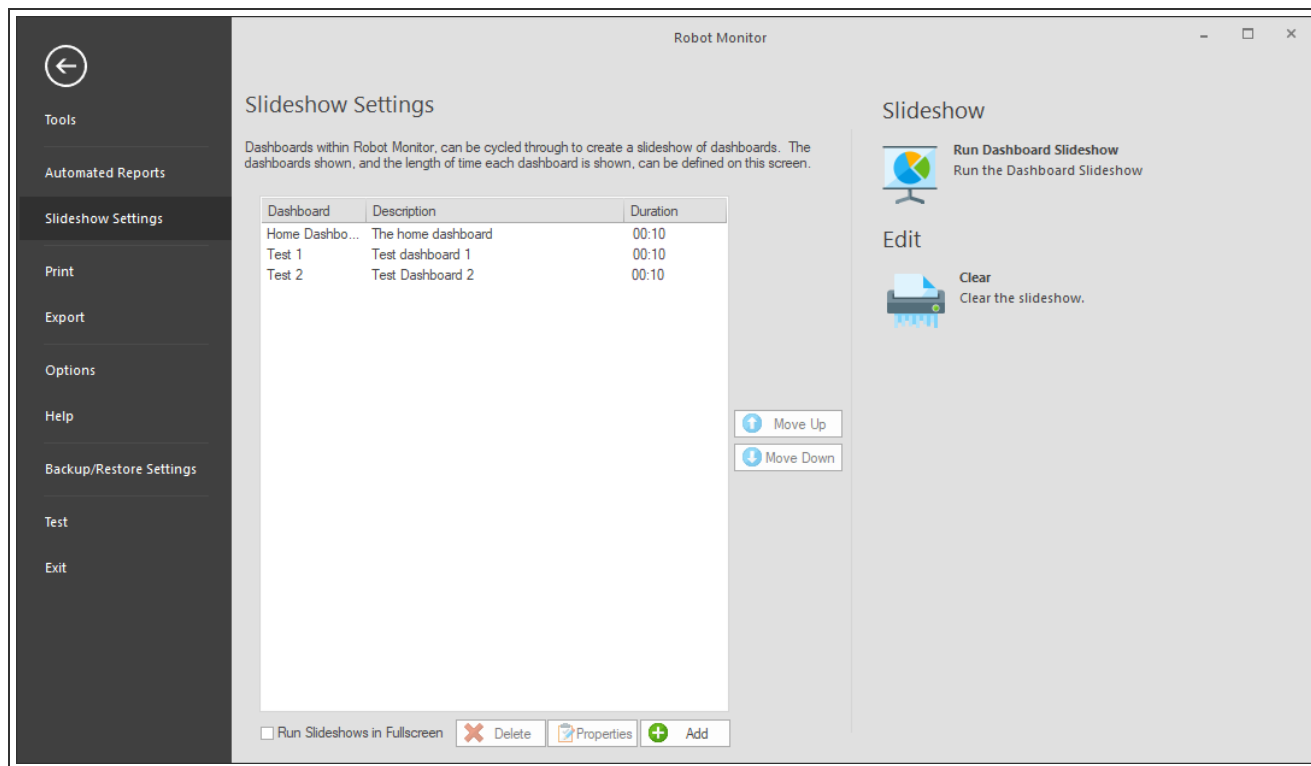 Robot Monitor
Tools
Automated Reports
Slideshow Settings
Print
Export
Options
Help
Backup/Restore Settings
Test
Exit
Slideshow Settings
Dashboards within Robot Monitor, can be cycled through to create a slideshow of dashboards. The
dashboards shown, and the length of time each dashboard is shown, can be defined on this screen.
Dashboard Description Duration
Home Dashbo... The home dashboard 00:10
Test 1 Test dashboard 1 00:10
Test 2 Test Dashboard 2 00:10
Move Up
Move Down
Run Slideshows in Fullscreen Delete Properties Add
Slideshow
Run Dashboard Slideshow
Run the Dashboard Slideshow
Edit
Clear
Clear the slideshow.